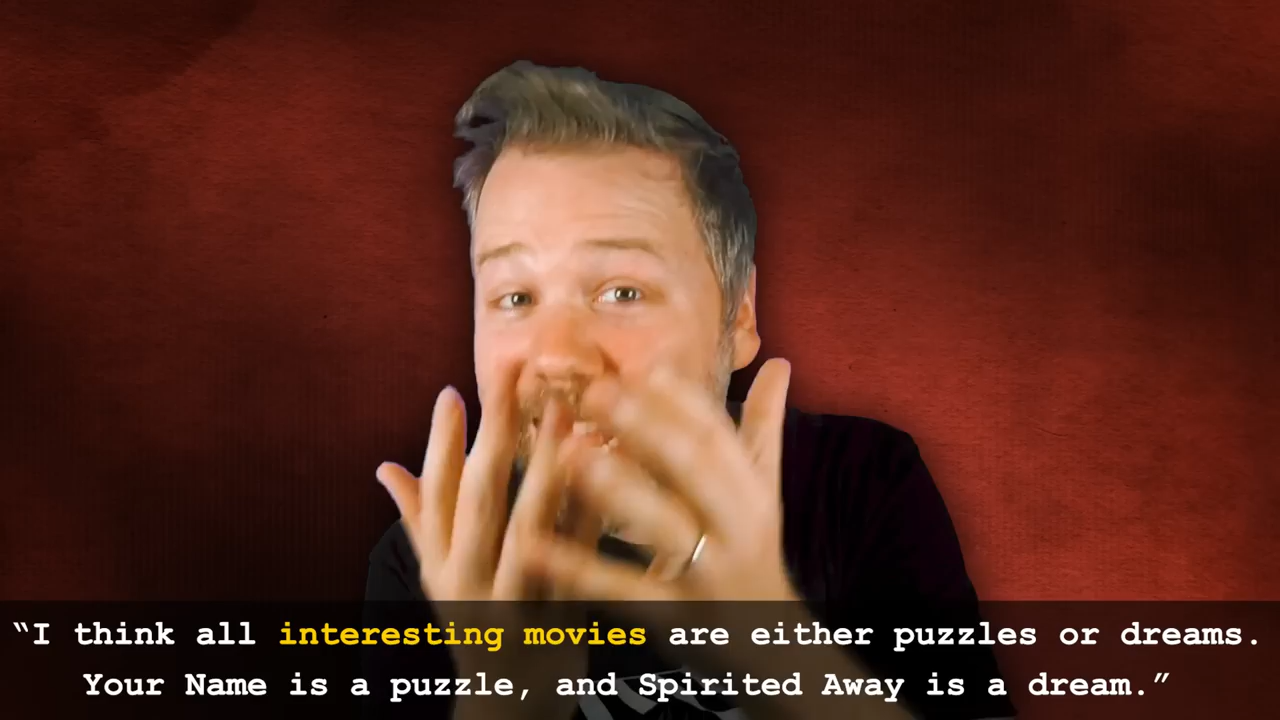 “I think all interesting movies are either puzzles or dreams.
Your Name is a puzzle, and Spirited Away is a dream.”